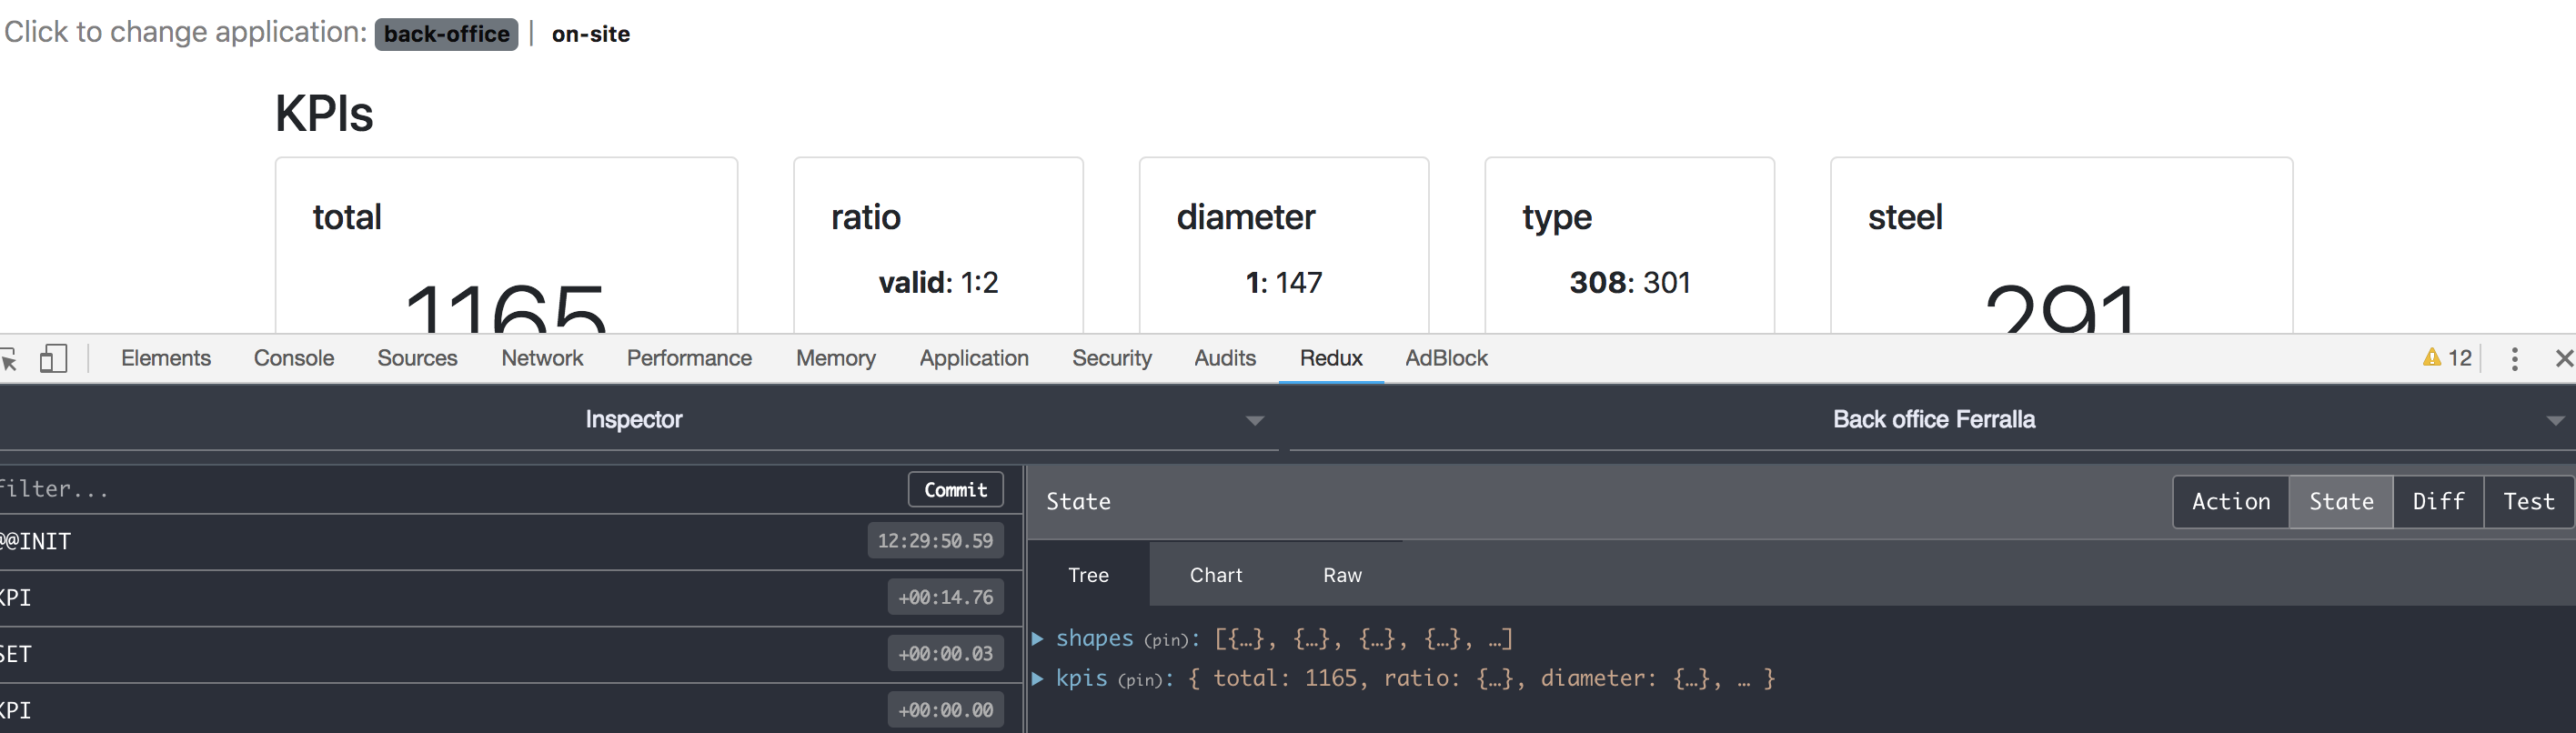 Click to change application: back-office | on-site
KPIs
total
1165
ratio
valid: 1:2
diameter
1: 147
type
308: 301
steel
291
Elements Console Sources Network Performance Memory Application Security Audits Redux AdBlock 12
Inspector
Back office Ferralla
filter... Commit
@@INIT 12:29:50.59
KPI +00:14.76
SET +00:00.03
KPI +00:00.00
State Action State Diff Test
Tree Chart Raw
shapes (pin): [{…}, {…}, {…}, {…}, …]
kpis (pin): { total: 1165, ratio: {…}, diameter: {…}, … }